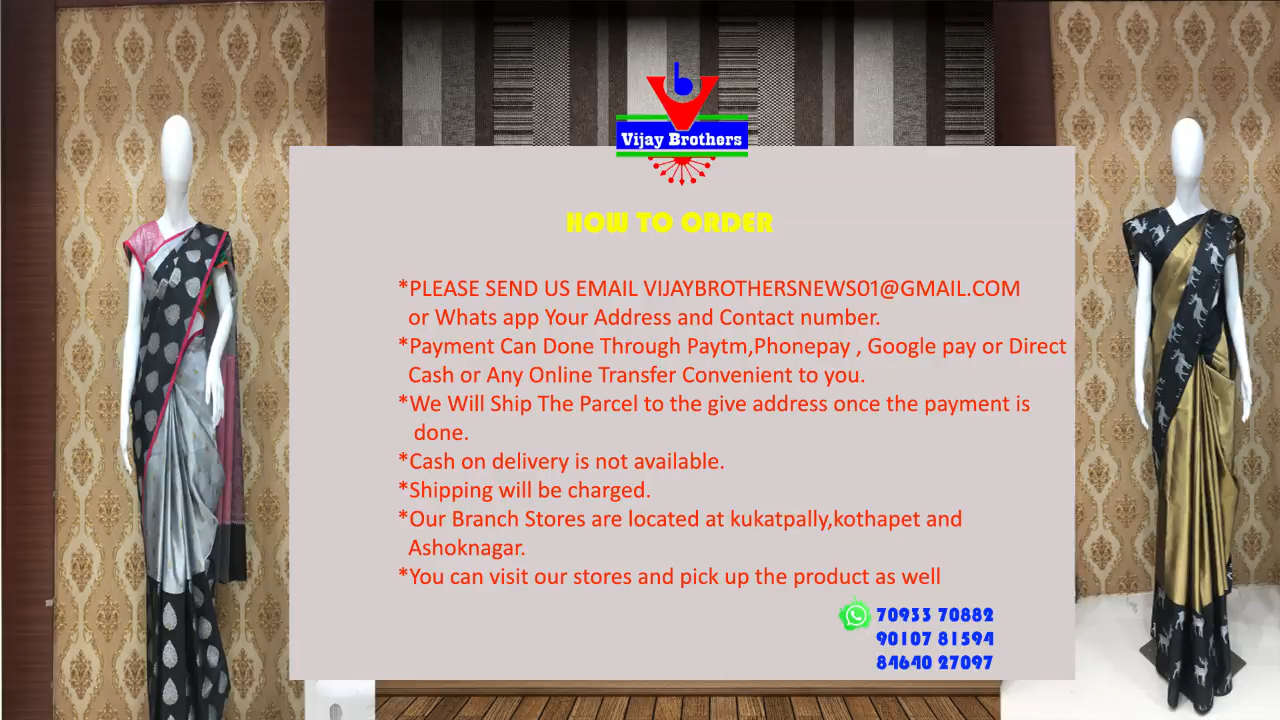 Vijay Brothers
HOW TO ORDER
*PLEASE SEND US EMAIL VIJAYBROTHERSNEWS01@GMAIL.COM
or Whats app Your Address and Contact number.
*Payment Can Done Through Paytm,Phonepay , Google pay or Direct
Cash or Any Online Transfer Convenient to you.
*We Will Ship The Parcel to the give address once the payment is
done.
*Cash on delivery is not available.
*Shipping will be charged.
*Our Branch Stores are located at kukatpally,kothapet and
Ashoknagar.
*You can visit our stores and pick up the product as well
70933 70882
90107 81594
84640 27097